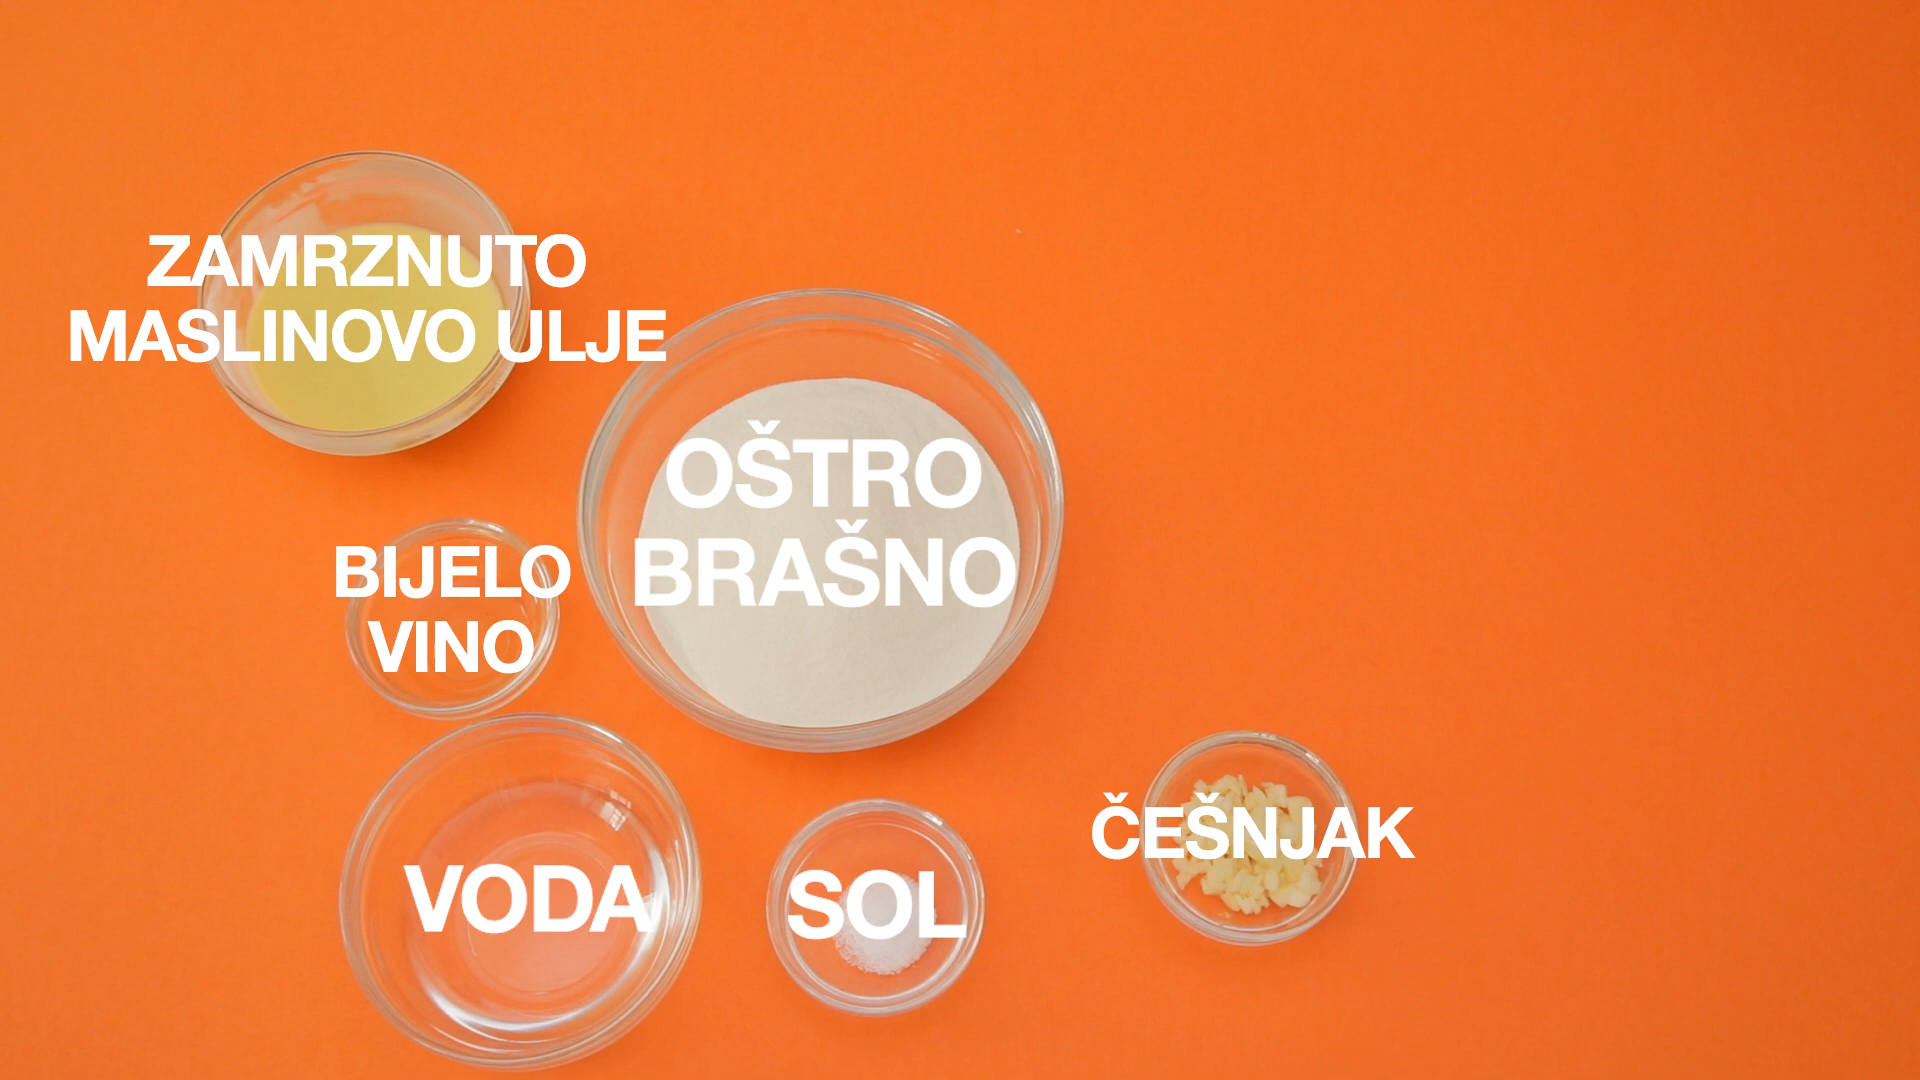 ZAMRZNUTO
MASLINOVO ULJE
OŠTRO
BRAŠNO
BIJELO
VINO
VODA
SOL
ČEŠNJAK